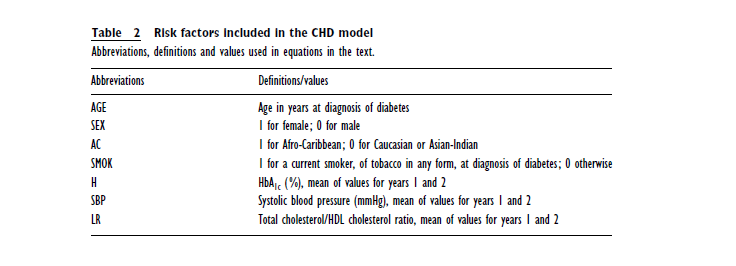 Table 2 Risk factors included in the CHD model
Abbreviations, definitions and values used in equations in the text.
Abbreviations Definitions/values
AGE Age in years at diagnosis of diabetes
SEX 1 for female; 0 for male
AC 1 for Afro-Caribbean; 0 for Caucasian or Asian-Indian
SMOK 1 for a current smoker, of tobacco in any form, at diagnosis of diabetes; 0 otherwise
H HbA1c (%), mean of values for years 1 and 2
SBP Systolic blood pressure (mmHg), mean of values for years 1 and 2
LR Total cholesterol/HDL cholesterol ratio, mean of values for years 1 and 2